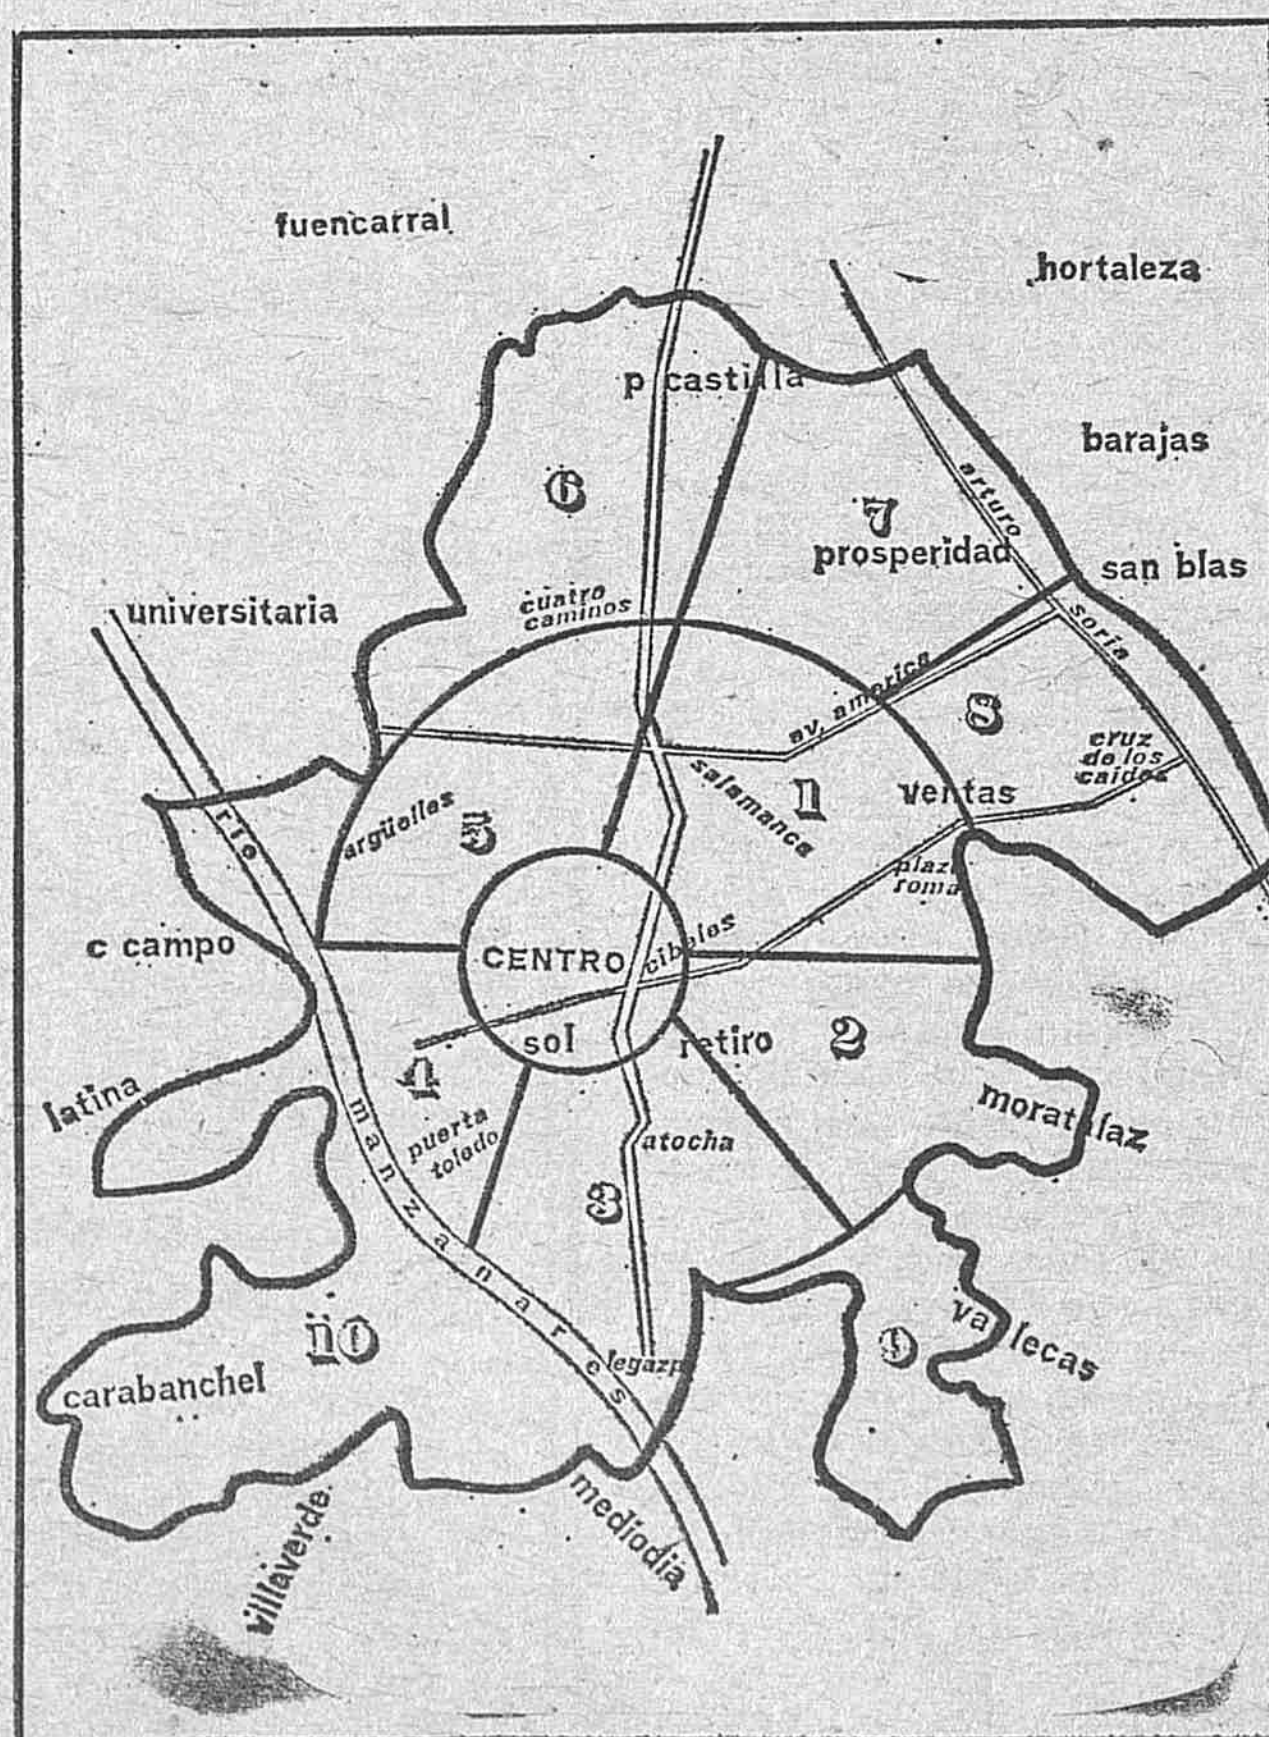 fuencarral
hortaleza
p castilla
barajas
6
arturo
7
prosperidad
san blas
cuatro
caminos
universitaria
soria
av. america
8
cruz
de los
caidos
salamanca
1
ventas
argüelles
5
rio
plaza
roma
c campo
CENTRO
cibeles
sol
retiro
2
4
latina
moratalaz
manzanares
puerta
toledo
atocha
3
vallecas
10
9
legazpi
carabanchel
mediodia
villaverde